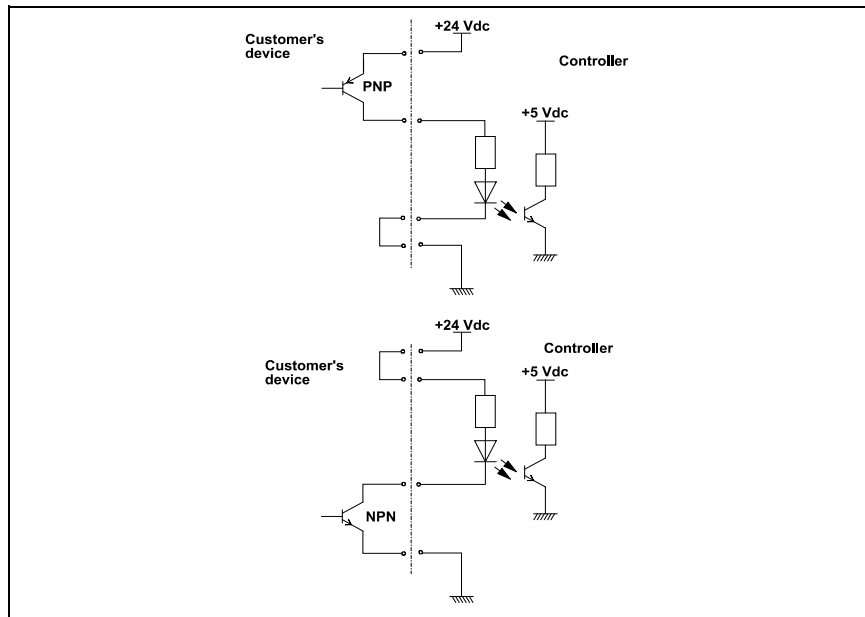 +24 Vdc
Customer's
device
Controller
PNP
+5 Vdc
+24 Vdc
Controller
Customer's
device
+5 Vdc
NPN